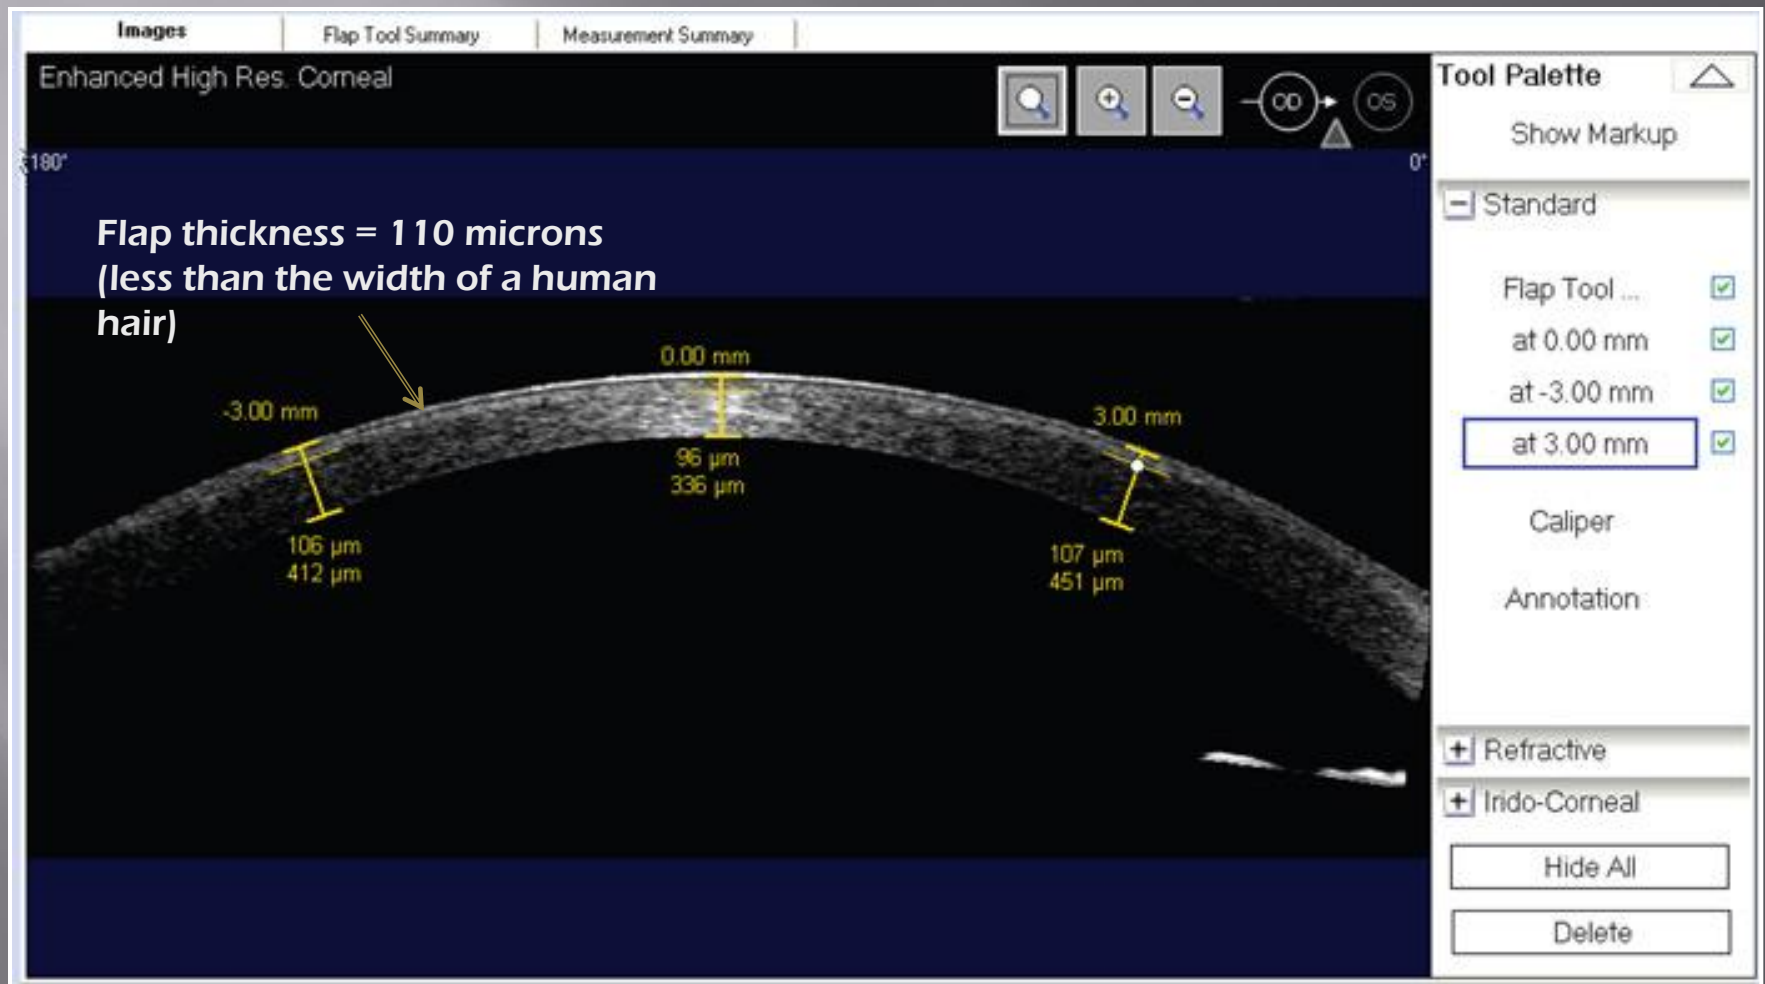 Images
Flap Tool Summary
Measurement Summary
Enhanced High Res. Corneal
OD
OS
180°
0°
Flap thickness = 110 microns
(less than the width of a human
hair)
0.00 mm
-3.00 mm
3.00 mm
96 µm
336 µm
106 µm
412 µm
107 µm
451 µm
Tool Palette
Show Markup
Standard
Flap Tool ...
at 0.00 mm
at -3.00 mm
at 3.00 mm
Caliper
Annotation
Refractive
Irido-Corneal
Hide All
Delete